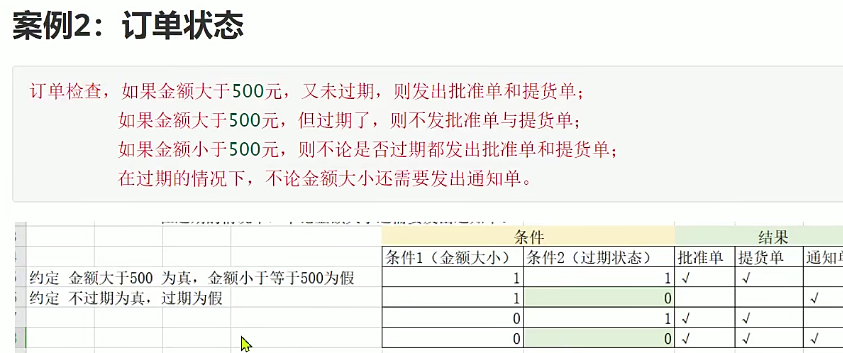 案例2：订单状态
订单检查，如果金额大于500元，又未过期，则发出批准单和提货单；
如果金额大于500元，但过期了，则不发批准单与提货单；
如果金额小于500元，则不论是否过期都发出批准单和提货单；
在过期的情况下，不论金额大小还需要发出通知单。
条件 结果
条件1（金额大小） 条件2（过期状态） 批准单 提货单 通知单
约定 金额大于500 为真，金额小于等于500为假 1 1 √ √
约定 不过期为真，过期为假 1 0 √
0 1 √ √
0 0 √ √ √